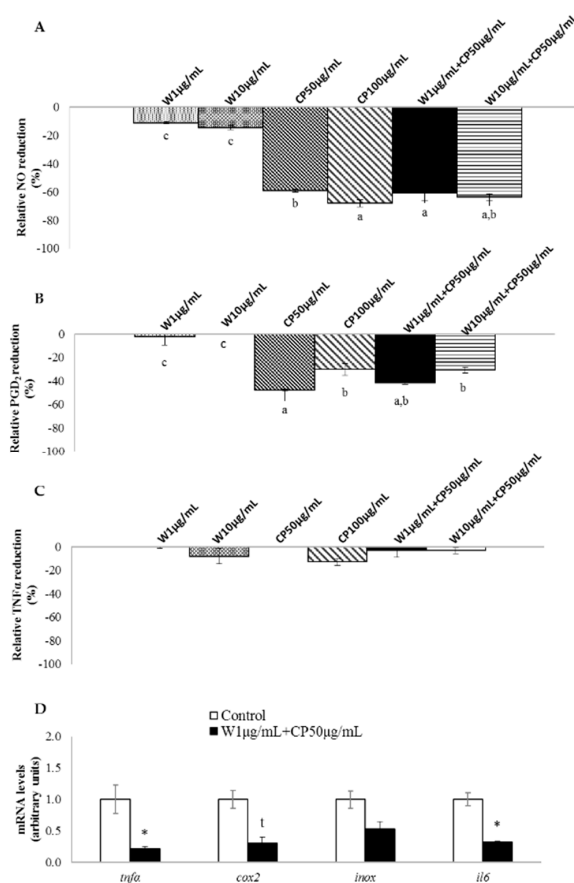 A
W1µg/mL
W10µg/mL
CP50µg/mL
CP100µg/mL
W1µg/mL+CP50µg/mL
W10µg/mL+CP50µg/mL
Relative NO reduction
(%)
0
-20
-40
-60
-80
-100
c
c
b
a
a
a,b
B
W1µg/mL
W10µg/mL
CP50µg/mL
CP100µg/mL
W1µg/mL+CP50µg/mL
W10µg/mL+CP50µg/mL
Relative PGD₂ reduction
(%)
0
-20
-40
-60
-80
-100
c
c
a
b
a,b
b
C
W1µg/mL
W10µg/mL
CP50µg/mL
CP100µg/mL
W1µg/mL+CP50µg/mL
W10µg/mL+CP50µg/mL
Relative TNFα reduction
(%)
0
-20
-40
-60
-80
-100
D
Control
W1µg/mL+CP50µg/mL
mRNA levels
(arbitrary units)
2.0
1.5
1.0
0.5
0.0
*
t
*
tnfα
cox2
inox
il6